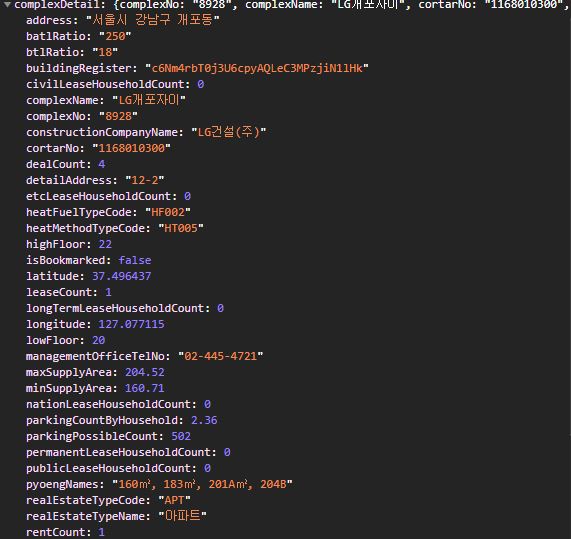 complexDetail: {complexNo: "8928", complexName: "LG개포자이", cortarNo: "1168010300",
address: "서울시 강남구 개포동"
batlRatio: "250"
btlRatio: "18"
buildingRegister: "c6Nm4rbT0j3U6cpyAQLeC3MPzjiN1lHk"
civilLeaseHouseholdCount: 0
complexName: "LG개포자이"
complexNo: "8928"
constructionCompanyName: "LG건설(주)"
cortarNo: "1168010300"
dealCount: 4
detailAddress: "12-2"
etcLeaseHouseholdCount: 0
heatFuelTypeCode: "HF002"
heatMethodTypeCode: "HT005"
highFloor: 22
isBookmarked: false
latitude: 37.496437
leaseCount: 1
longTermLeaseHouseholdCount: 0
longitude: 127.077115
lowFloor: 20
managementOfficeTelNo: "02-445-4721"
maxSupplyArea: 204.52
minSupplyArea: 160.71
nationLeaseHouseholdCount: 0
parkingCountByHousehold: 2.36
parkingPossibleCount: 502
permanentLeaseHouseholdCount: 0
publicLeaseHouseholdCount: 0
pyoengNames: "160㎡, 183㎡, 201A㎡, 204B"
realEstateTypeCode: "APT"
realEstateTypeName: "아파트"
rentCount: 1